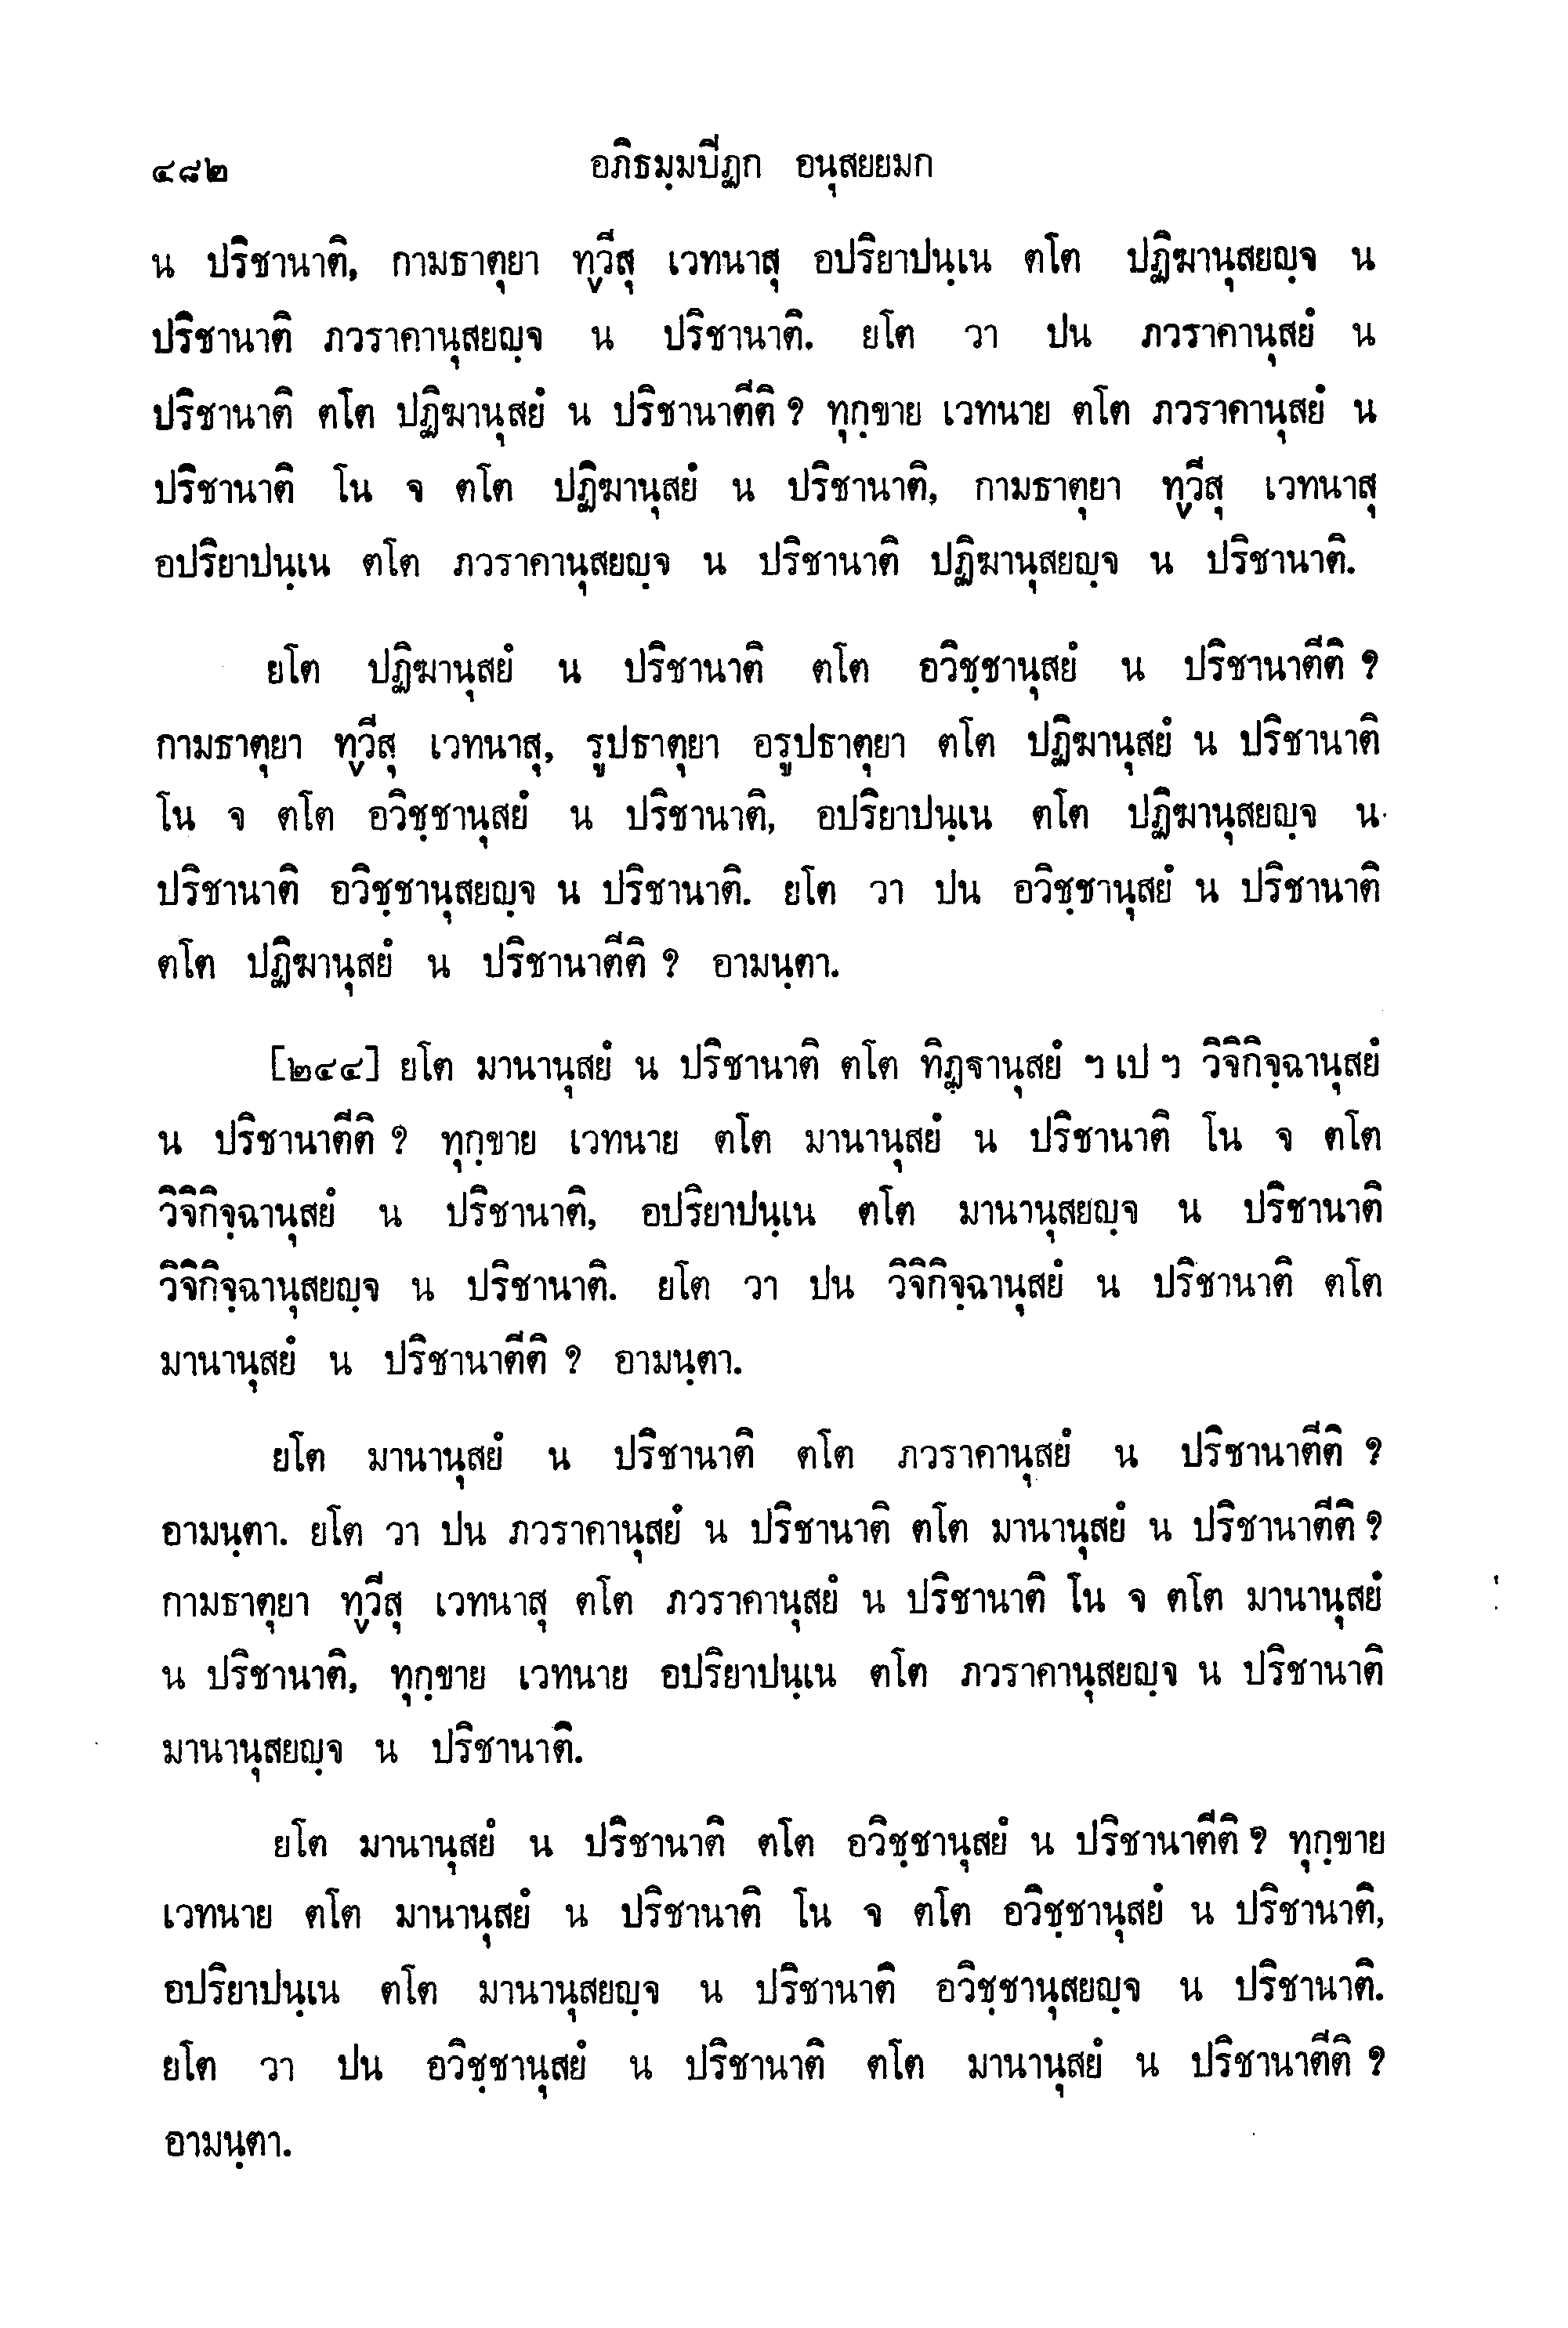 ๔๘๒ อภิธมฺมปิฏก อนุสยยมก
น ปริชานาติ, กามธาตุยา ทฺวีสุ เวทนาสุ อปริยาปนฺเน ตโต ปฏิฆานุสยญฺจ น
ปริชานาติ ภวราคานุสยญฺจ น ปริชานาติ. ยโต วา ปน ภวราคานุสยํ น
ปริชานาติ ตโต ปฏิฆานุสยํ น ปริชานาตีติ ? ทุกฺขาย เวทนาย ตโต ภวราคานุสยํ น
ปริชานาติ โน จ ตโต ปฏิฆานุสยํ น ปริชานาติ, กามธาตุยา ทฺวีสุ เวทนาสุ
อปริยาปนฺเน ตโต ภวราคานุสยญฺจ น ปริชานาติ ปฏิฆานุสยญฺจ น ปริชานาติ.
ยโต ปฏิฆานุสยํ น ปริชานาติ ตโต อวิชฺชานุสยํ น ปริชานาตีติ ?
กามธาตุยา ทฺวีสุ เวทนาสุ, รูปธาตุยา อรูปธาตุยา ตโต ปฏิฆานุสยํ น ปริชานาติ
โน จ ตโต อวิชฺชานุสยํ น ปริชานาติ, อปริยาปนฺเน ตโต ปฏิฆานุสยญฺจ น
ปริชานาติ อวิชฺชานุสยญฺจ น ปริชานาติ. ยโต วา ปน อวิชฺชานุสยํ น ปริชานาติ
ตโต ปฏิฆานุสยํ น ปริชานาตีติ ? อามนฺตา.
[๒๔๔] ยโต มานานุสยํ น ปริชานาติ ตโต ทิฏฺฐานุสยํ ฯ เป ฯ วิจิกิจฺฉานุสยํ
น ปริชานาตีติ ? ทุกฺขาย เวทนาย ตโต มานานุสยํ น ปริชานาติ โน จ ตโต
วิจิกิจฺฉานุสยํ น ปริชานาติ, อปริยาปนฺเน ตโต มานานุสยญฺจ น ปริชานาติ
วิจิกิจฺฉานุสยญฺจ น ปริชานาติ. ยโต วา ปน วิจิกิจฺฉานุสยํ น ปริชานาติ ตโต
มานานุสยํ น ปริชานาตีติ ? อามนฺตา.
ยโต มานานุสยํ น ปริชานาติ ตโต ภวราคานุสยํ น ปริชานาตีติ ?
อามนฺตา. ยโต วา ปน ภวราคานุสยํ น ปริชานาติ ตโต มานานุสยํ น ปริชานาตีติ ?
กามธาตุยา ทฺวีสุ เวทนาสุ ตโต ภวราคานุสยํ น ปริชานาติ โน จ ตโต มานานุสยํ
น ปริชานาติ, ทุกฺขาย เวทนาย อปริยาปนฺเน ตโต ภวราคานุสยญฺจ น ปริชานาติ
มานานุสยญฺจ น ปริชานาติ.
ยโต มานานุสยํ น ปริชานาติ ตโต อวิชฺชานุสยํ น ปริชานาตีติ ? ทุกฺขาย
เวทนาย ตโต มานานุสยํ น ปริชานาติ โน จ ตโต อวิชฺชานุสยํ น ปริชานาติ,
อปริยาปนฺเน ตโต มานานุสยญฺจ น ปริชานาติ อวิชฺชานุสยญฺจ น ปริชานาติ.
ยโต วา ปน อวิชฺชานุสยํ น ปริชานาติ ตโต มานานุสยํ น ปริชานาตีติ ?
อามนฺตา.